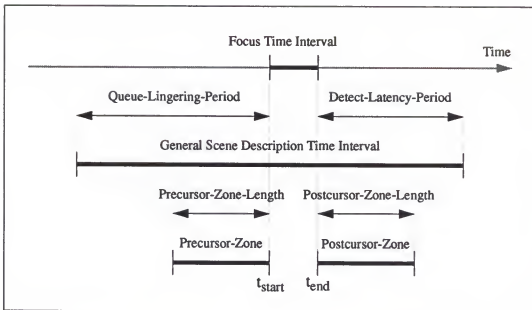 Focus Time Interval
Time
Queue-Lingering-Period
Detect-Latency-Period
General Scene Description Time Interval
Precursor-Zone-Length
Postcursor-Zone-Length
Precursor-Zone
Postcursor-Zone
tstart
tend